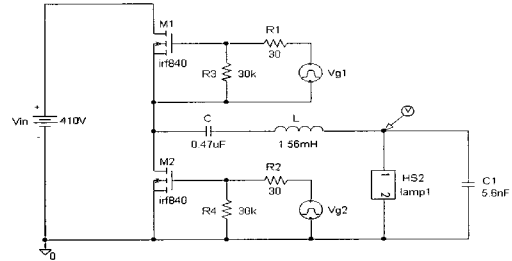 M1
irf840
R1
30
R3
30k
Vg1
+
Vin
410V
-
C
0.47uF
L
1.56mH
V
M2
irf840
R2
30
R4
30k
Vg2
1
2
HS2
lamp1
C1
5.6nF
0